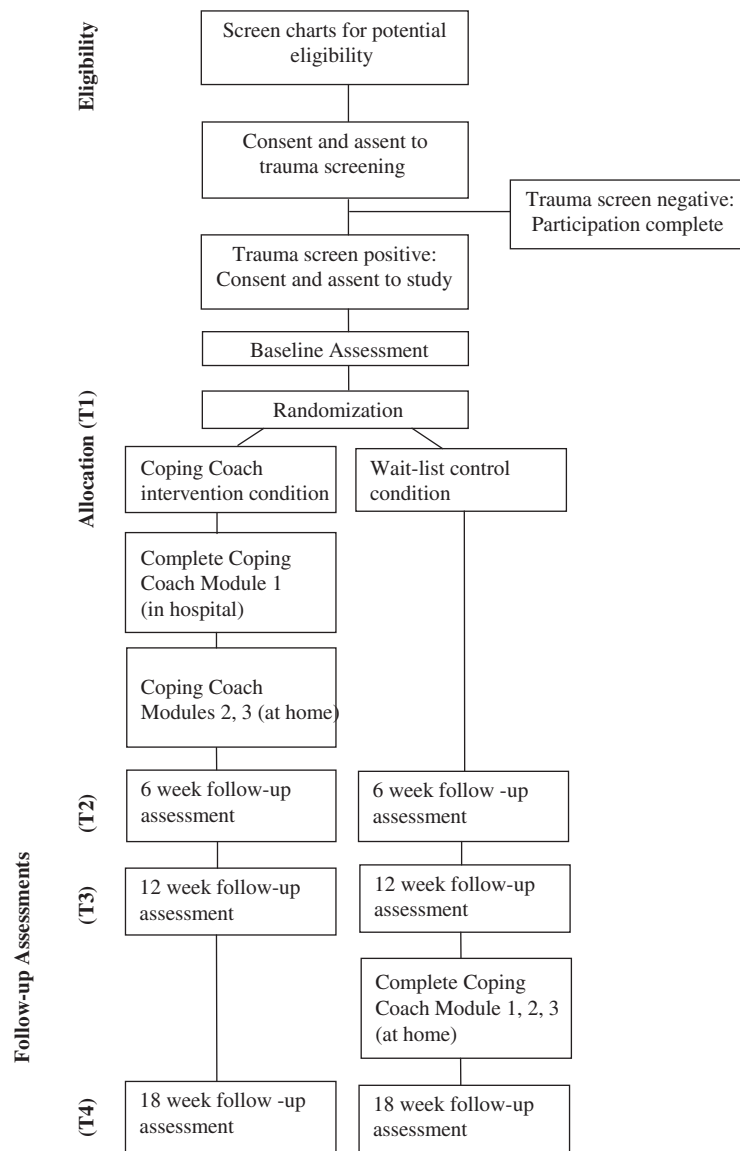 Eligibility
Screen charts for potential
eligibility
Consent and assent to
trauma screening
Trauma screen negative:
Participation complete
Trauma screen positive:
Consent and assent to study
Baseline Assessment
Allocation (T1)
Randomization
Coping Coach
intervention condition
Wait-list control
condition
Complete Coping
Coach Module 1
(in hospital)
Coping Coach
Modules 2, 3 (at home)
Follow-up Assessments
(T2)
6 week follow-up
assessment
6 week follow -up
assessment
(T3)
12 week follow-up
assessment
12 week follow-up
assessment
Complete Coping
Coach Module 1, 2, 3
(at home)
(T4)
18 week follow -up
assessment
18 week follow-up
assessment